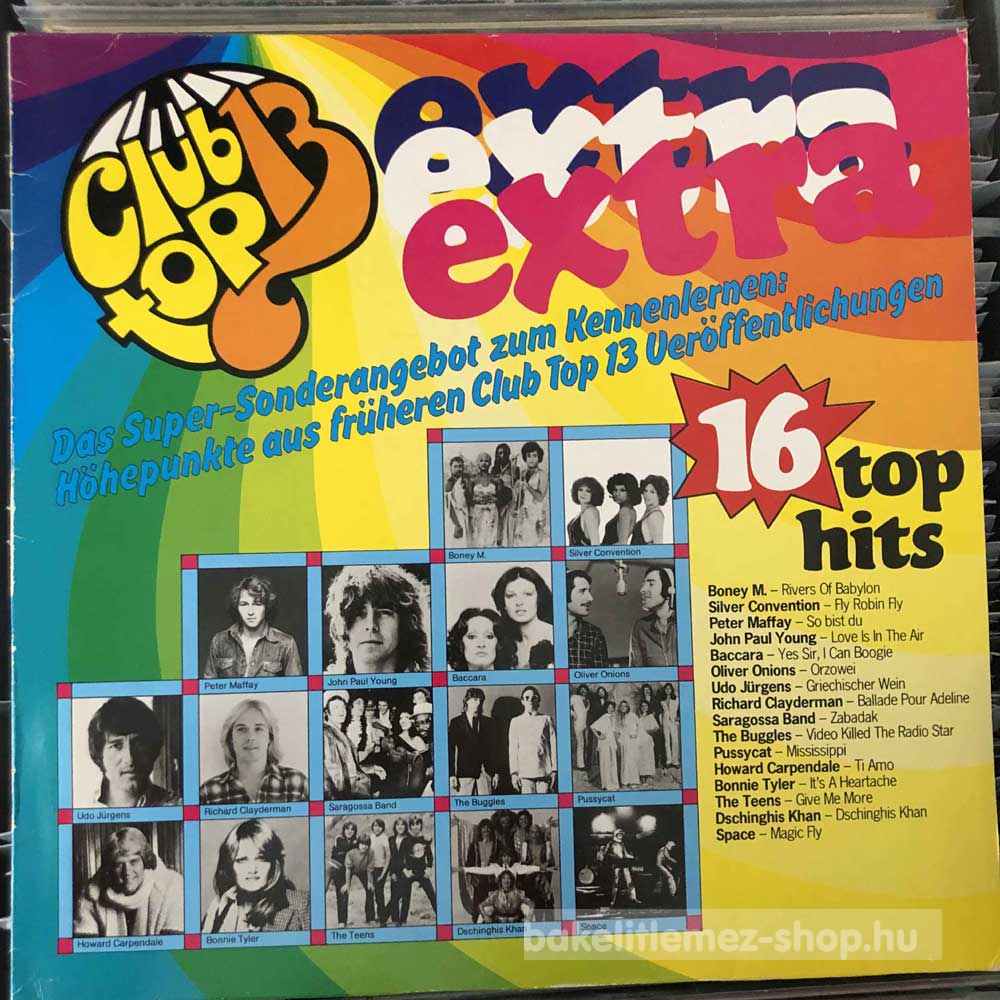 Club
top 13
extra
extra
extra
Das Super-Sonderangebot zum Kennenlernen:
Höhepunkte aus früheren Club Top 13 Veröffentlichungen
16
top
hits
Boney M. – Rivers Of Babylon
Silver Convention – Fly Robin Fly
Peter Maffay – So bist du
John Paul Young – Love Is In The Air
Baccara – Yes Sir, I Can Boogie
Oliver Onions – Orzowei
Udo Jürgens – Griechischer Wein
Richard Clayderman – Ballade Pour Adeline
Saragossa Band – Zabadak
The Buggles – Video Killed The Radio Star
Pussycat – Mississippi
Howard Carpendale – Ti Amo
Bonnie Tyler – It's A Heartache
The Teens – Give Me More
Dschinghis Khan – Dschinghis Khan
Space – Magic Fly
Boney M.
Silver Convention
Peter Maffay
John Paul Young
Baccara
Oliver Onions
Udo Jürgens
Richard Clayderman
Saragossa Band
The Buggles
Pussycat
Howard Carpendale
Bonnie Tyler
The Teens
Dschinghis Khan
Space
bakelitlemez-shop.hu